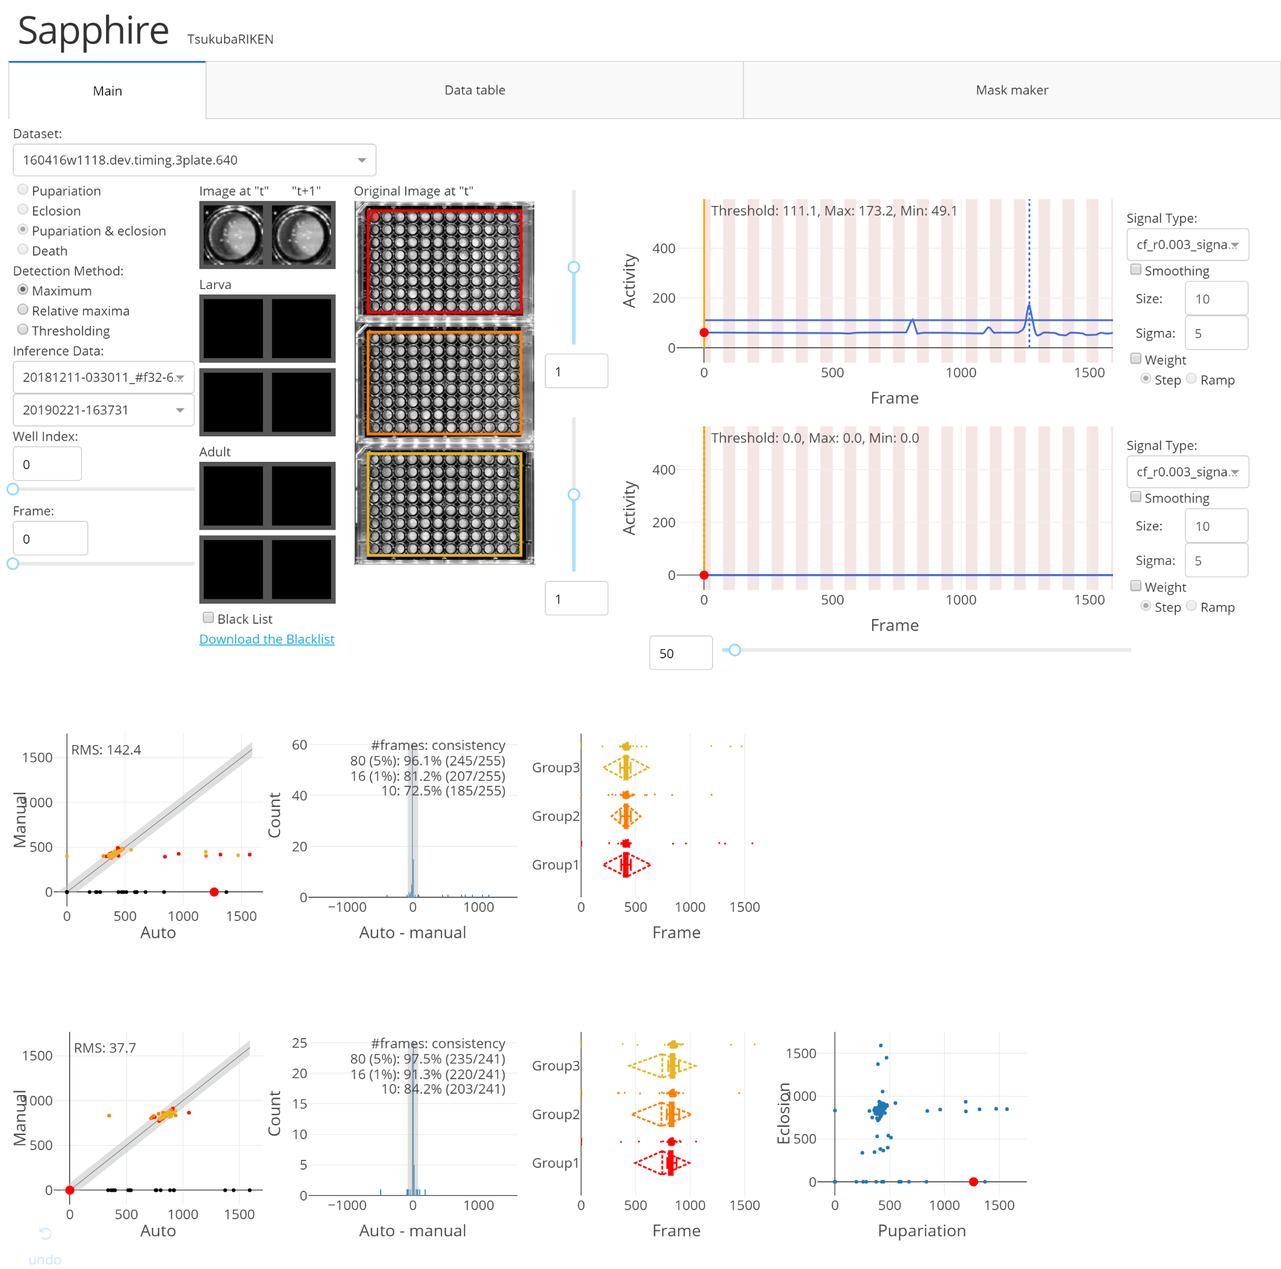 Sapphire TsukubaRIKEN
Main Data table Mask maker
Dataset:
160416w1118.dev.timing.3plate.640
Pupariation
Eclosion
Pupariation & eclosion
Death
Detection Method:
Maximum
Relative maxima
Thresholding
Inference Data:
20181211-033011_#f32-6...
20190221-163731
Well Index:
0
Frame:
0
Image at "t" "t+1"
Larva
Adult
Black List
Download the Blacklist
Original Image at "t"
1
1
Threshold: 111.1, Max: 173.2, Min: 49.1
Activity
400
200
0
0 500 1000 1500
Frame
Signal Type:
cf_r0.003_signa...
Smoothing
Size: 10
Sigma: 5
Weight
Step Ramp
Threshold: 0.0, Max: 0.0, Min: 0.0
Activity
400
200
0
0 500 1000 1500
Frame
Signal Type:
cf_r0.003_signa...
Smoothing
Size: 10
Sigma: 5
Weight
Step Ramp
50
RMS: 142.4
Manual
1500
1000
500
0
0 500 1000 1500
Auto
#frames: consistency
80 (5%): 96.1% (245/255)
16 (1%): 81.2% (207/255)
10: 72.5% (185/255)
Count
60
40
20
0
−1000 0 1000
Auto - manual
Group3
Group2
Group1
0 500 1000 1500
Frame
RMS: 37.7
Manual
1500
1000
500
0
0 500 1000 1500
Auto
#frames: consistency
80 (5%): 97.5% (235/241)
16 (1%): 91.3% (220/241)
10: 84.2% (203/241)
Count
25
20
15
10
5
0
−1000 0 1000
Auto - manual
Group3
Group2
Group1
0 500 1000 1500
Frame
Eclosion
1500
1000
500
0
0 500 1000 1500
Pupariation
undo